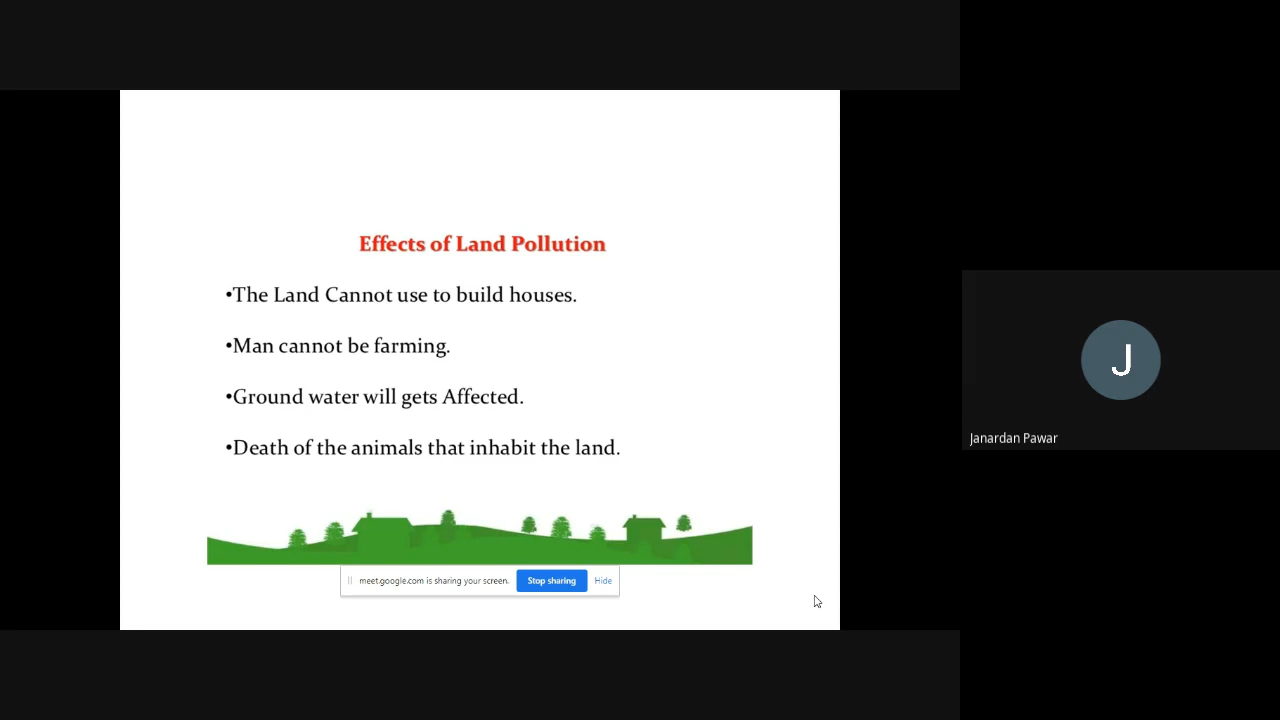 Effects of Land Pollution
•The Land Cannot use to build houses.
•Man cannot be farming.
•Ground water will gets Affected.
•Death of the animals that inhabit the land.
meet.google.com is sharing your screen. Stop sharing Hide
J
Janardan Pawar